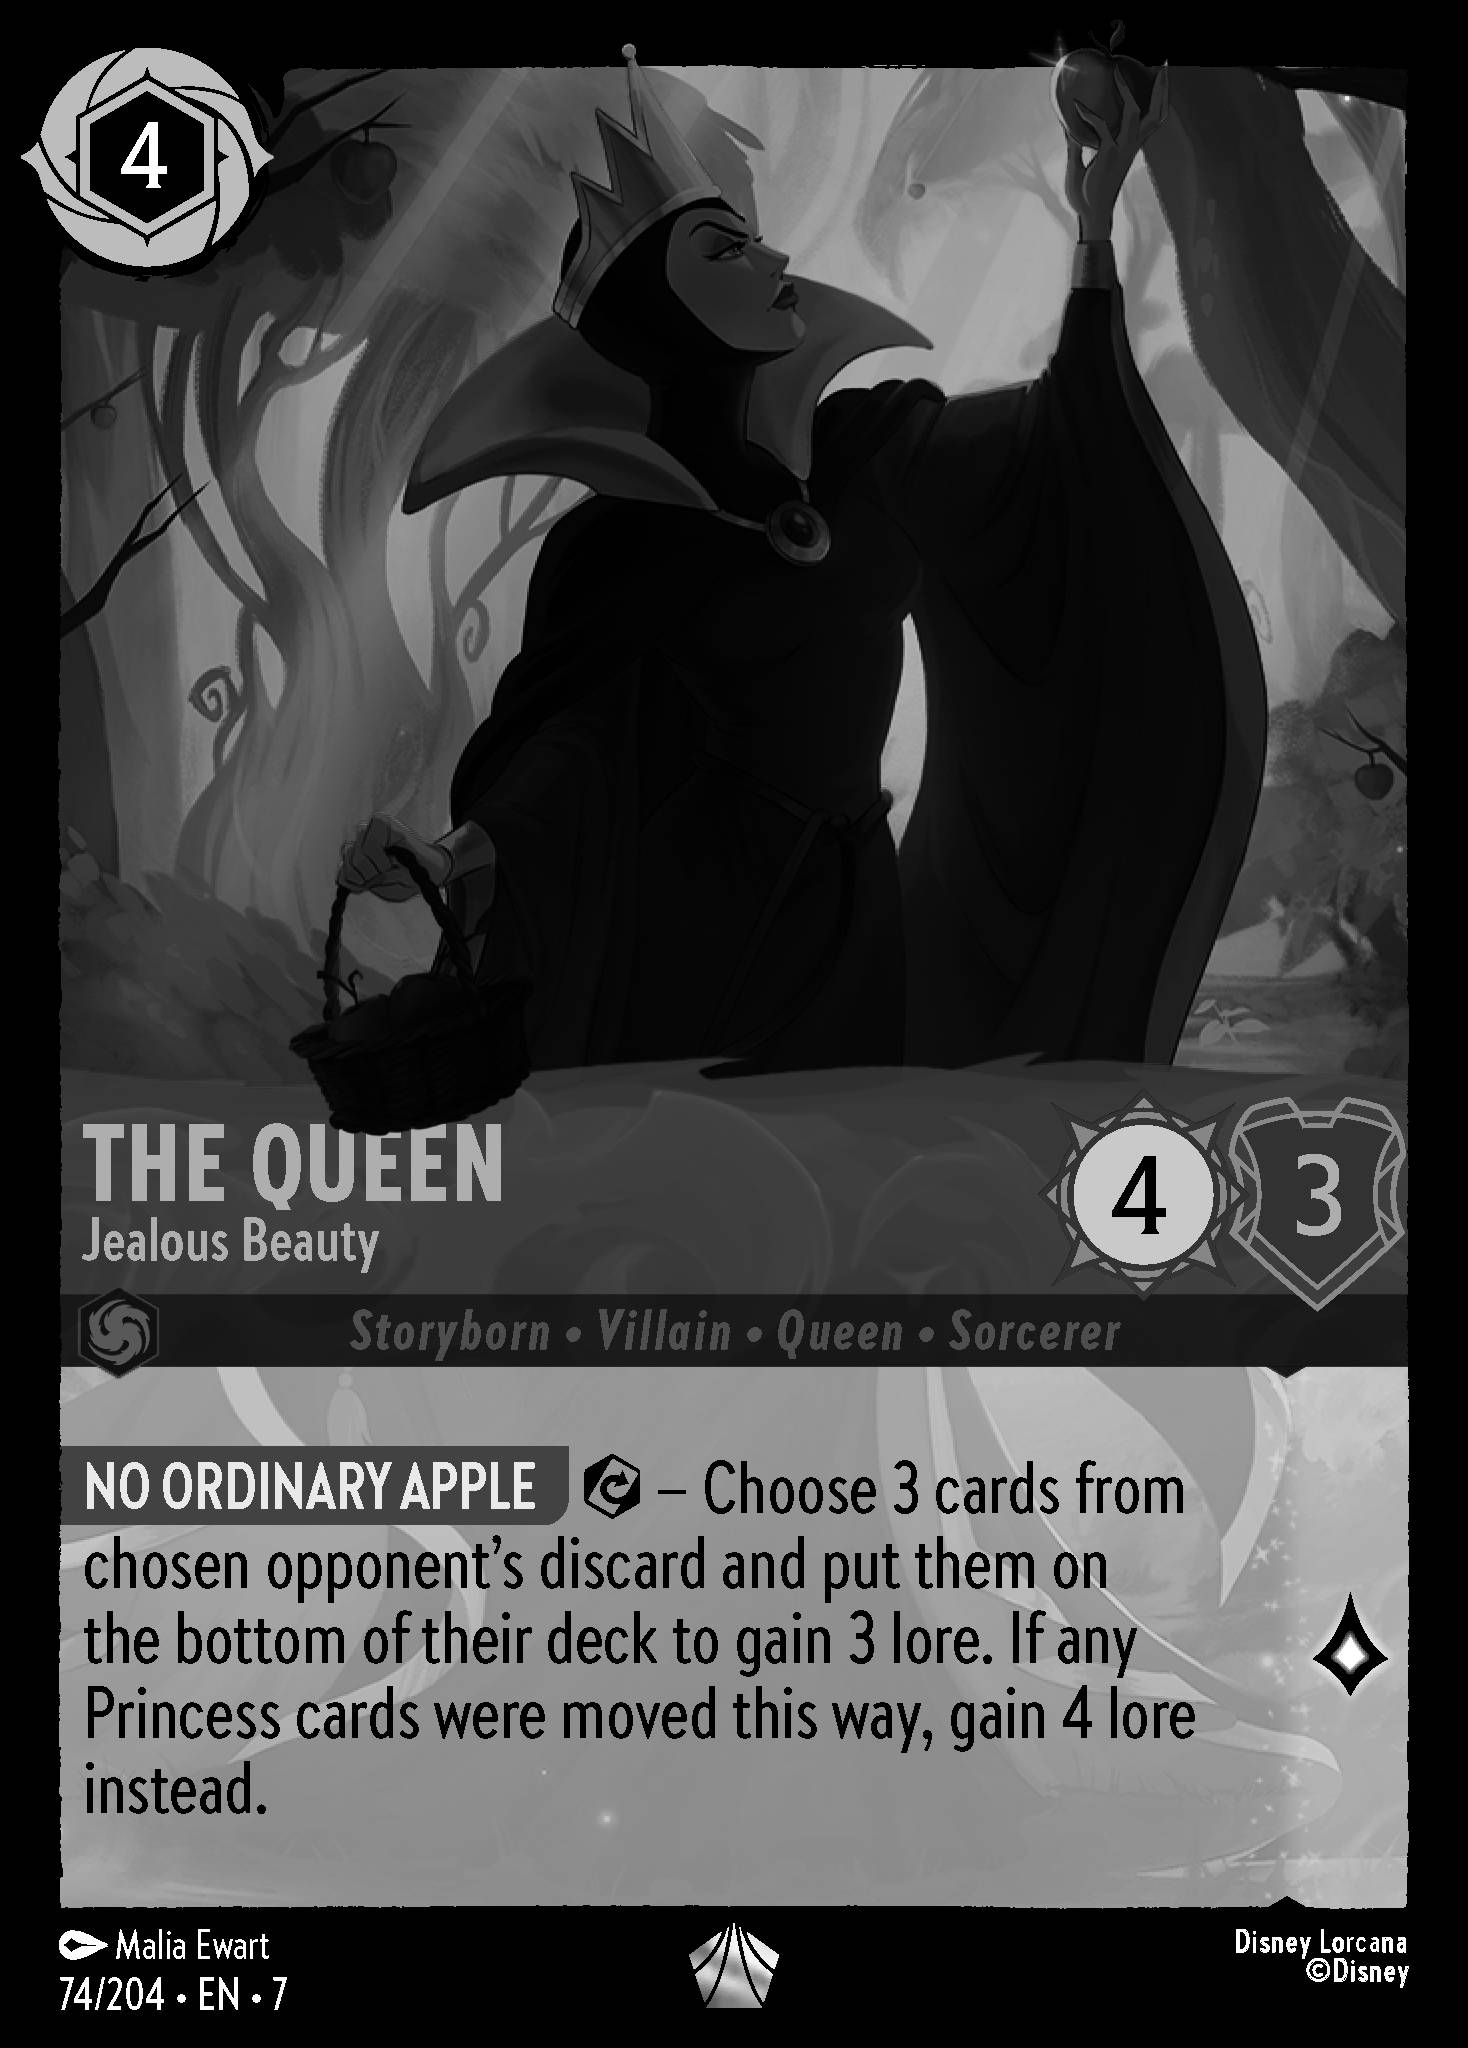 4
THE QUEEN
Jealous Beauty
4
3
Storyborn • Villain • Queen • Sorcerer
NO ORDINARY APPLE – Choose 3 cards from
chosen opponent's discard and put them on
the bottom of their deck to gain 3 lore. If any
Princess cards were moved this way, gain 4 lore
instead.
Malia Ewart
74/204 • EN • 7
Disney Lorcana
©Disney